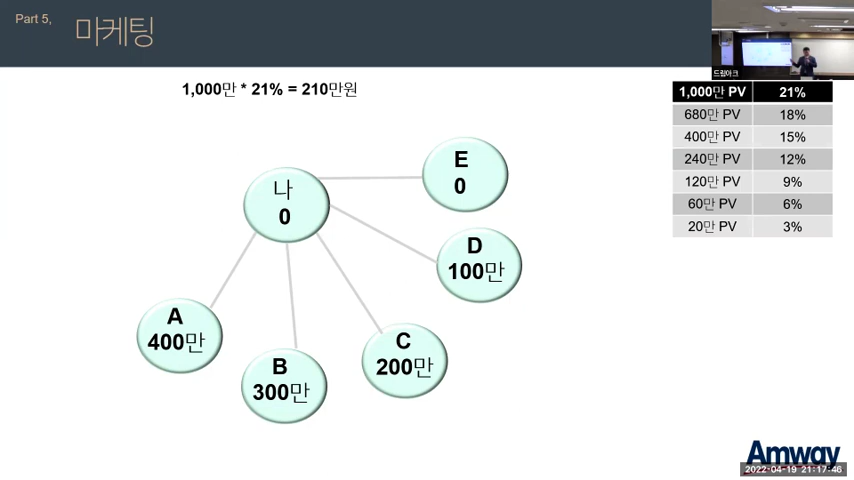 Part 5,
마케팅
드림아크
1,000만 * 21% = 210만원
1,000만 PV 21%
680만 PV 18%
400만 PV 15%
240만 PV 12%
120만 PV 9%
60만 PV 6%
20만 PV 3%
E
0
나
0
D
100만
A
400만
B
300만
C
200만
Amway
2022-04-19 21:17:46